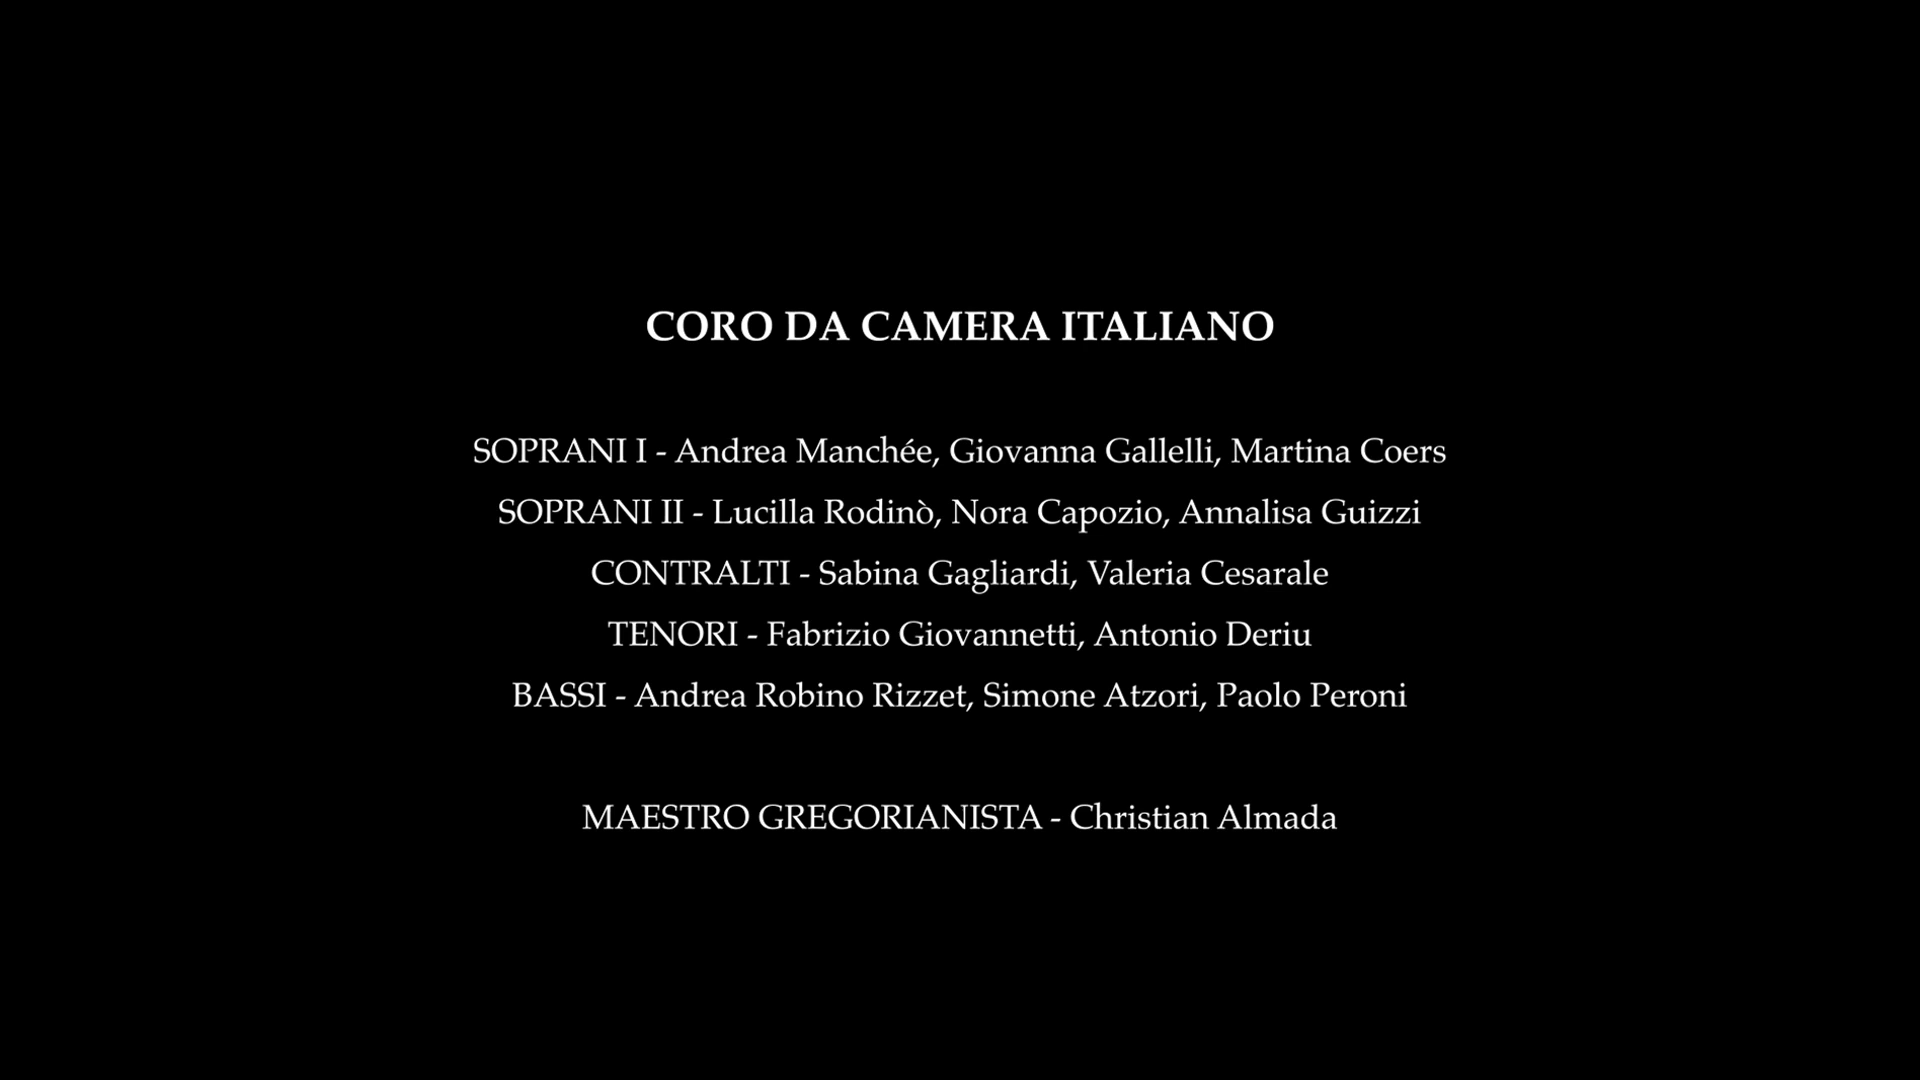 CORO DA CAMERA ITALIANO
SOPRANI I - Andrea Manchée, Giovanna Gallelli, Martina Coers
SOPRANI II - Lucilla Rodinò, Nora Capozio, Annalisa Guizzi
CONTRALTI - Sabina Gagliardi, Valeria Cesarale
TENORI - Fabrizio Giovannetti, Antonio Deriu
BASSI - Andrea Robino Rizzet, Simone Atzori, Paolo Peroni
MAESTRO GREGORIANISTA - Christian Almada